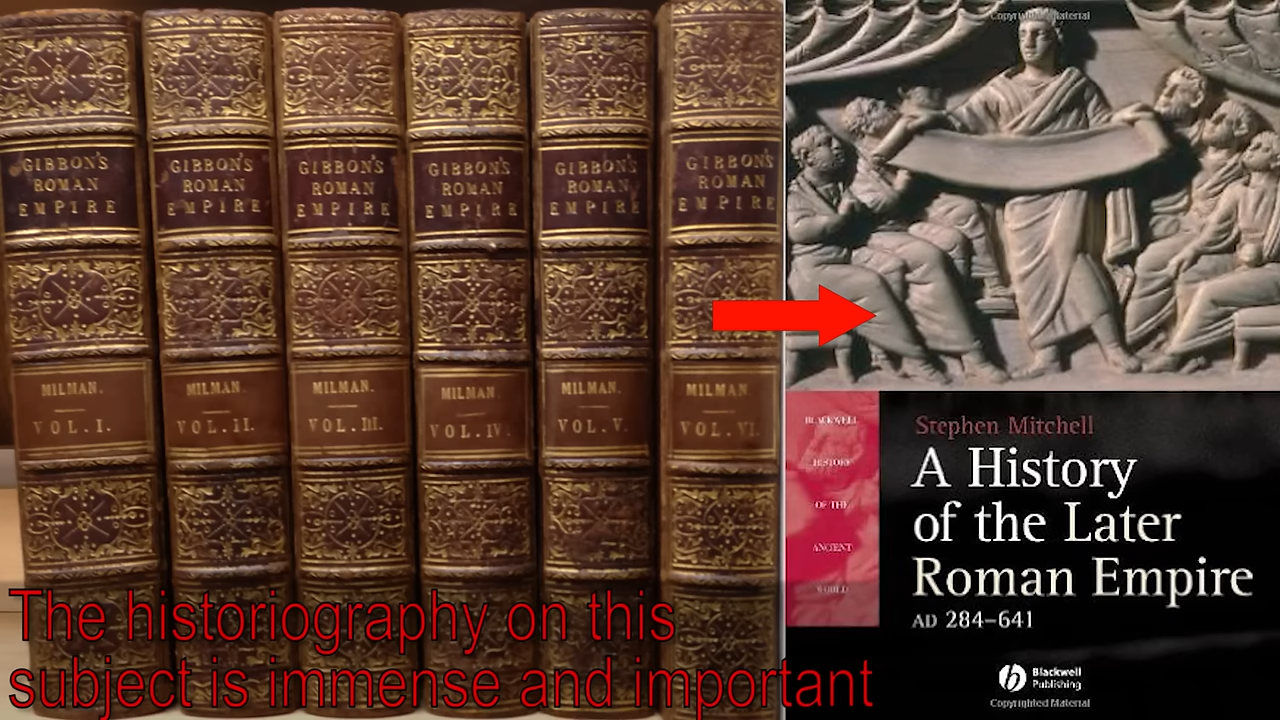 GIBBON'S
ROMAN
EMPIRE
MILMAN.
VOL.I.
GIBBON'S
ROMAN
EMPIRE
MILMAN.
VOL.II.
GIBBON'S
ROMAN
EMPIRE
MILMAN.
VOL.III.
GIBBON'S
ROMAN
EMPIRE
MILMAN
VOL.IV.
GIBBON'S
ROMAN
EMPIRE
MILMAN.
VOL.V.
GIBBON'S
ROMAN
EMPIRE
MILMAN
VOL.VI.
Copyrighted Material
BLACKWELL
HISTORY
OF THE
ANCIENT
WORLD
Stephen Mitchell
A History
of the Later
Roman Empire
AD 284–641
b
Blackwell
Publishing
Copyrighted Material
The historiography on this
subject is immense and important